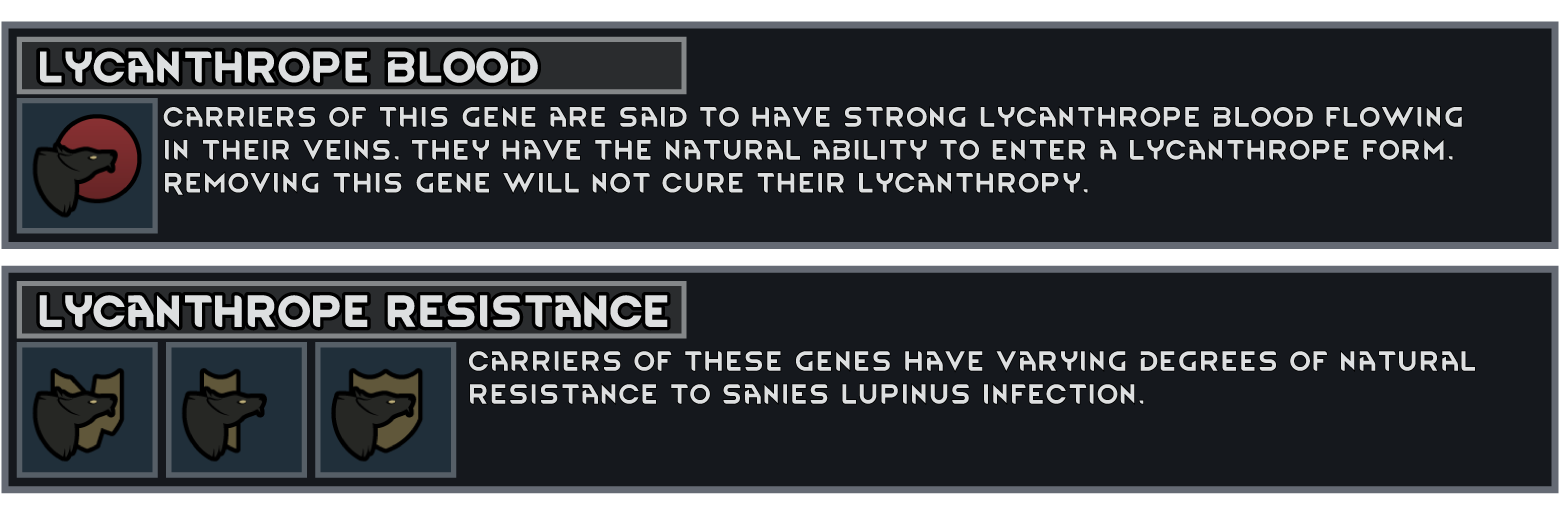 LYCANTHROPE BLOOD
CARRIERS OF THIS GENE ARE SAID TO HAVE STRONG LYCANTHROPE BLOOD FLOWING
IN THEIR VEINS. THEY HAVE THE NATURAL ABILITY TO ENTER A LYCANTHROPE FORM.
REMOVING THIS GENE WILL NOT CURE THEIR LYCANTHROPY.
LYCANTHROPE RESISTANCE
CARRIERS OF THESE GENES HAVE VARYING DEGREES OF NATURAL
RESISTANCE TO SANIES LUPINUS INFECTION.